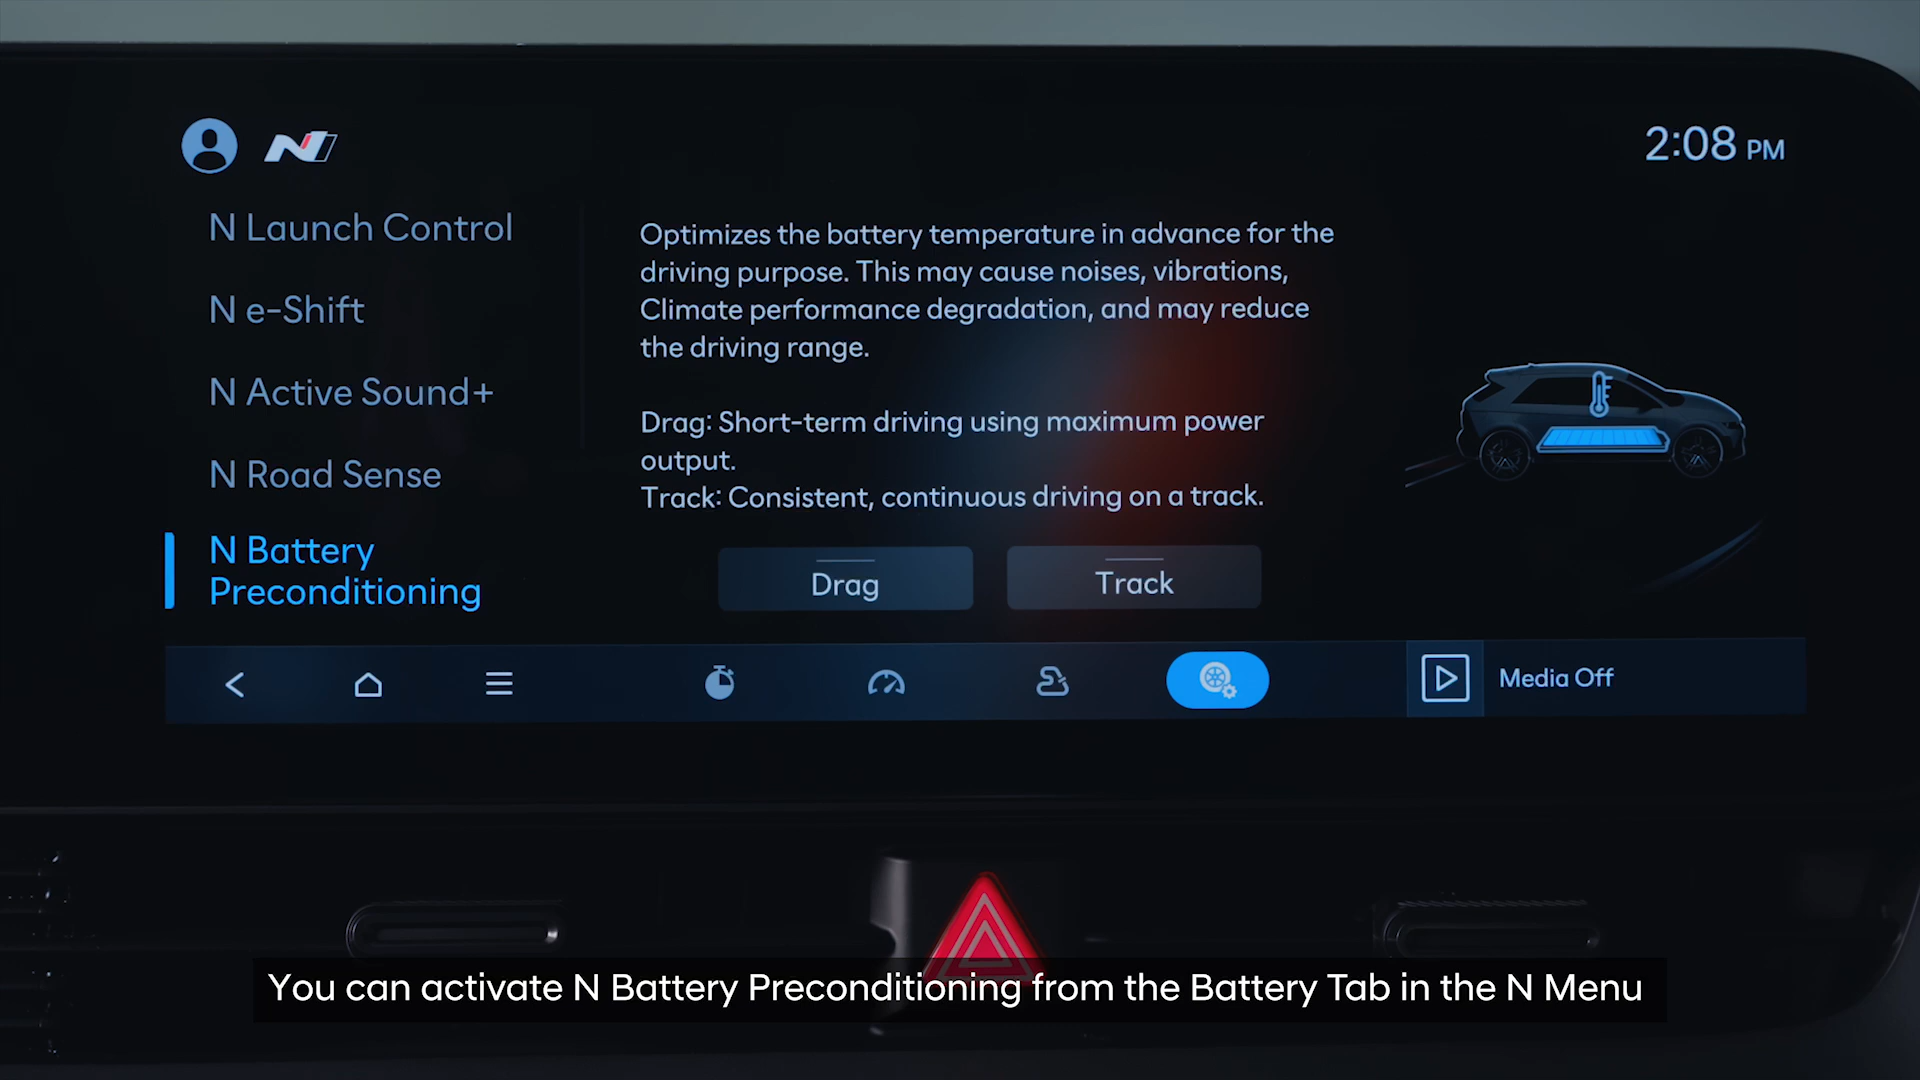 N
2:08 PM
N Launch Control
N e-Shift
N Active Sound+
N Road Sense
N Battery
Preconditioning
Optimizes the battery temperature in advance for the
driving purpose. This may cause noises, vibrations,
Climate performance degradation, and may reduce
the driving range.
Drag: Short-term driving using maximum power
output.
Track: Consistent, continuous driving on a track.
Drag
Track
Media Off
You can activate N Battery Preconditioning from the Battery Tab in the N Menu